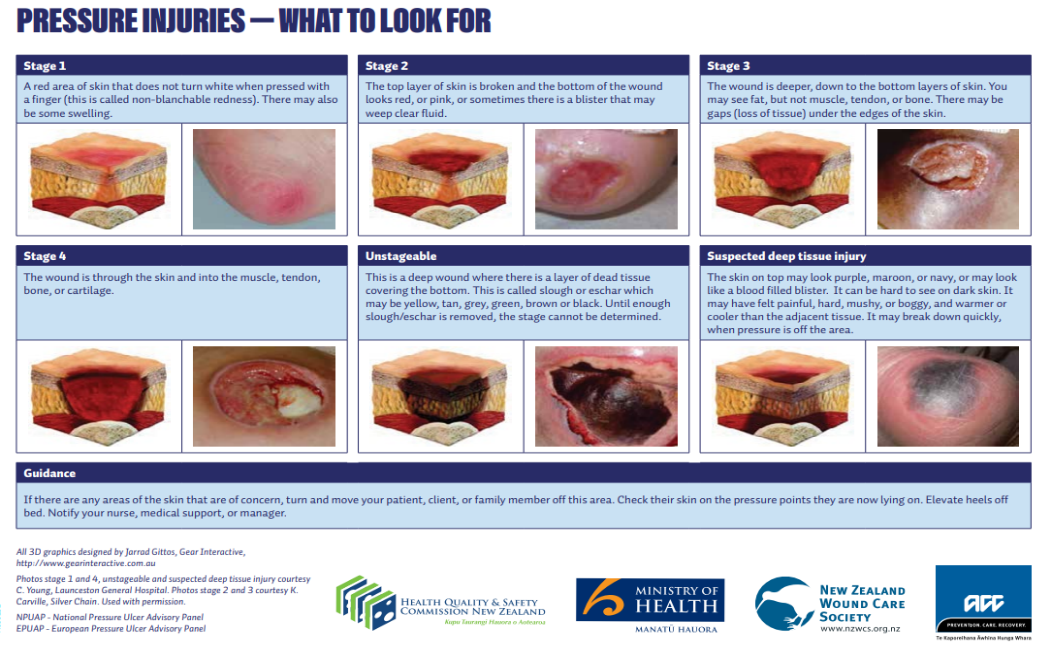 PRESSURE INJURIES — WHAT TO LOOK FOR
Stage 1
A red area of skin that does not turn white when pressed with
a finger (this is called non-blanchable redness). There may also
be some swelling.
Stage 2
The top layer of skin is broken and the bottom of the wound
looks red, or pink, or sometimes there is a blister that may
weep clear fluid.
Stage 3
The wound is deeper, down to the bottom layers of skin. You
may see fat, but not muscle, tendon, or bone. There may be
gaps (loss of tissue) under the edges of the skin.
Stage 4
The wound is through the skin and into the muscle, tendon,
bone, or cartilage.
Unstageable
This is a deep wound where there is a layer of dead tissue
covering the bottom. This is called slough or eschar which
may be yellow, tan, grey, green, brown or black. Until enough
slough/eschar is removed, the stage cannot be determined.
Suspected deep tissue injury
The skin on top may look purple, maroon, or navy, or may look
like a blood filled blister. It can be hard to see on dark skin. It
may have felt painful, hard, mushy, or boggy, and warmer or
cooler than the adjacent tissue. It may break down quickly,
when pressure is off the area.
Guidance
If there are any areas of the skin that are of concern, turn and move your patient, client, or family member off this area. Check their skin on the pressure points they are now lying on. Elevate heels off
bed. Notify your nurse, medical support, or manager.
All 3D graphics designed by Jarrad Gittos, Gear Interactive,
http://www.gearinteractive.com.au
Photos stage 1 and 4, unstageable and suspected deep tissue injury courtesy
C. Young, Launceston General Hospital. Photos stage 2 and 3 courtesy K.
Carville, Silver Chain. Used with permission.
NPUAP - National Pressure Ulcer Advisory Panel
EPUAP - European Pressure Ulcer Advisory Panel
HEALTH QUALITY & SAFETY
COMMISSION NEW ZEALAND
Kupu Taurangi Hauora o Aotearoa
MINISTRY OF
HEALTH
MANATŪ HAUORA
NEW ZEALAND
WOUND CARE
SOCIETY
www.nzwcs.org.nz
ACC
PREVENTION. CARE. RECOVERY.
Te Kaporeihana Āwhina Hunga Whara